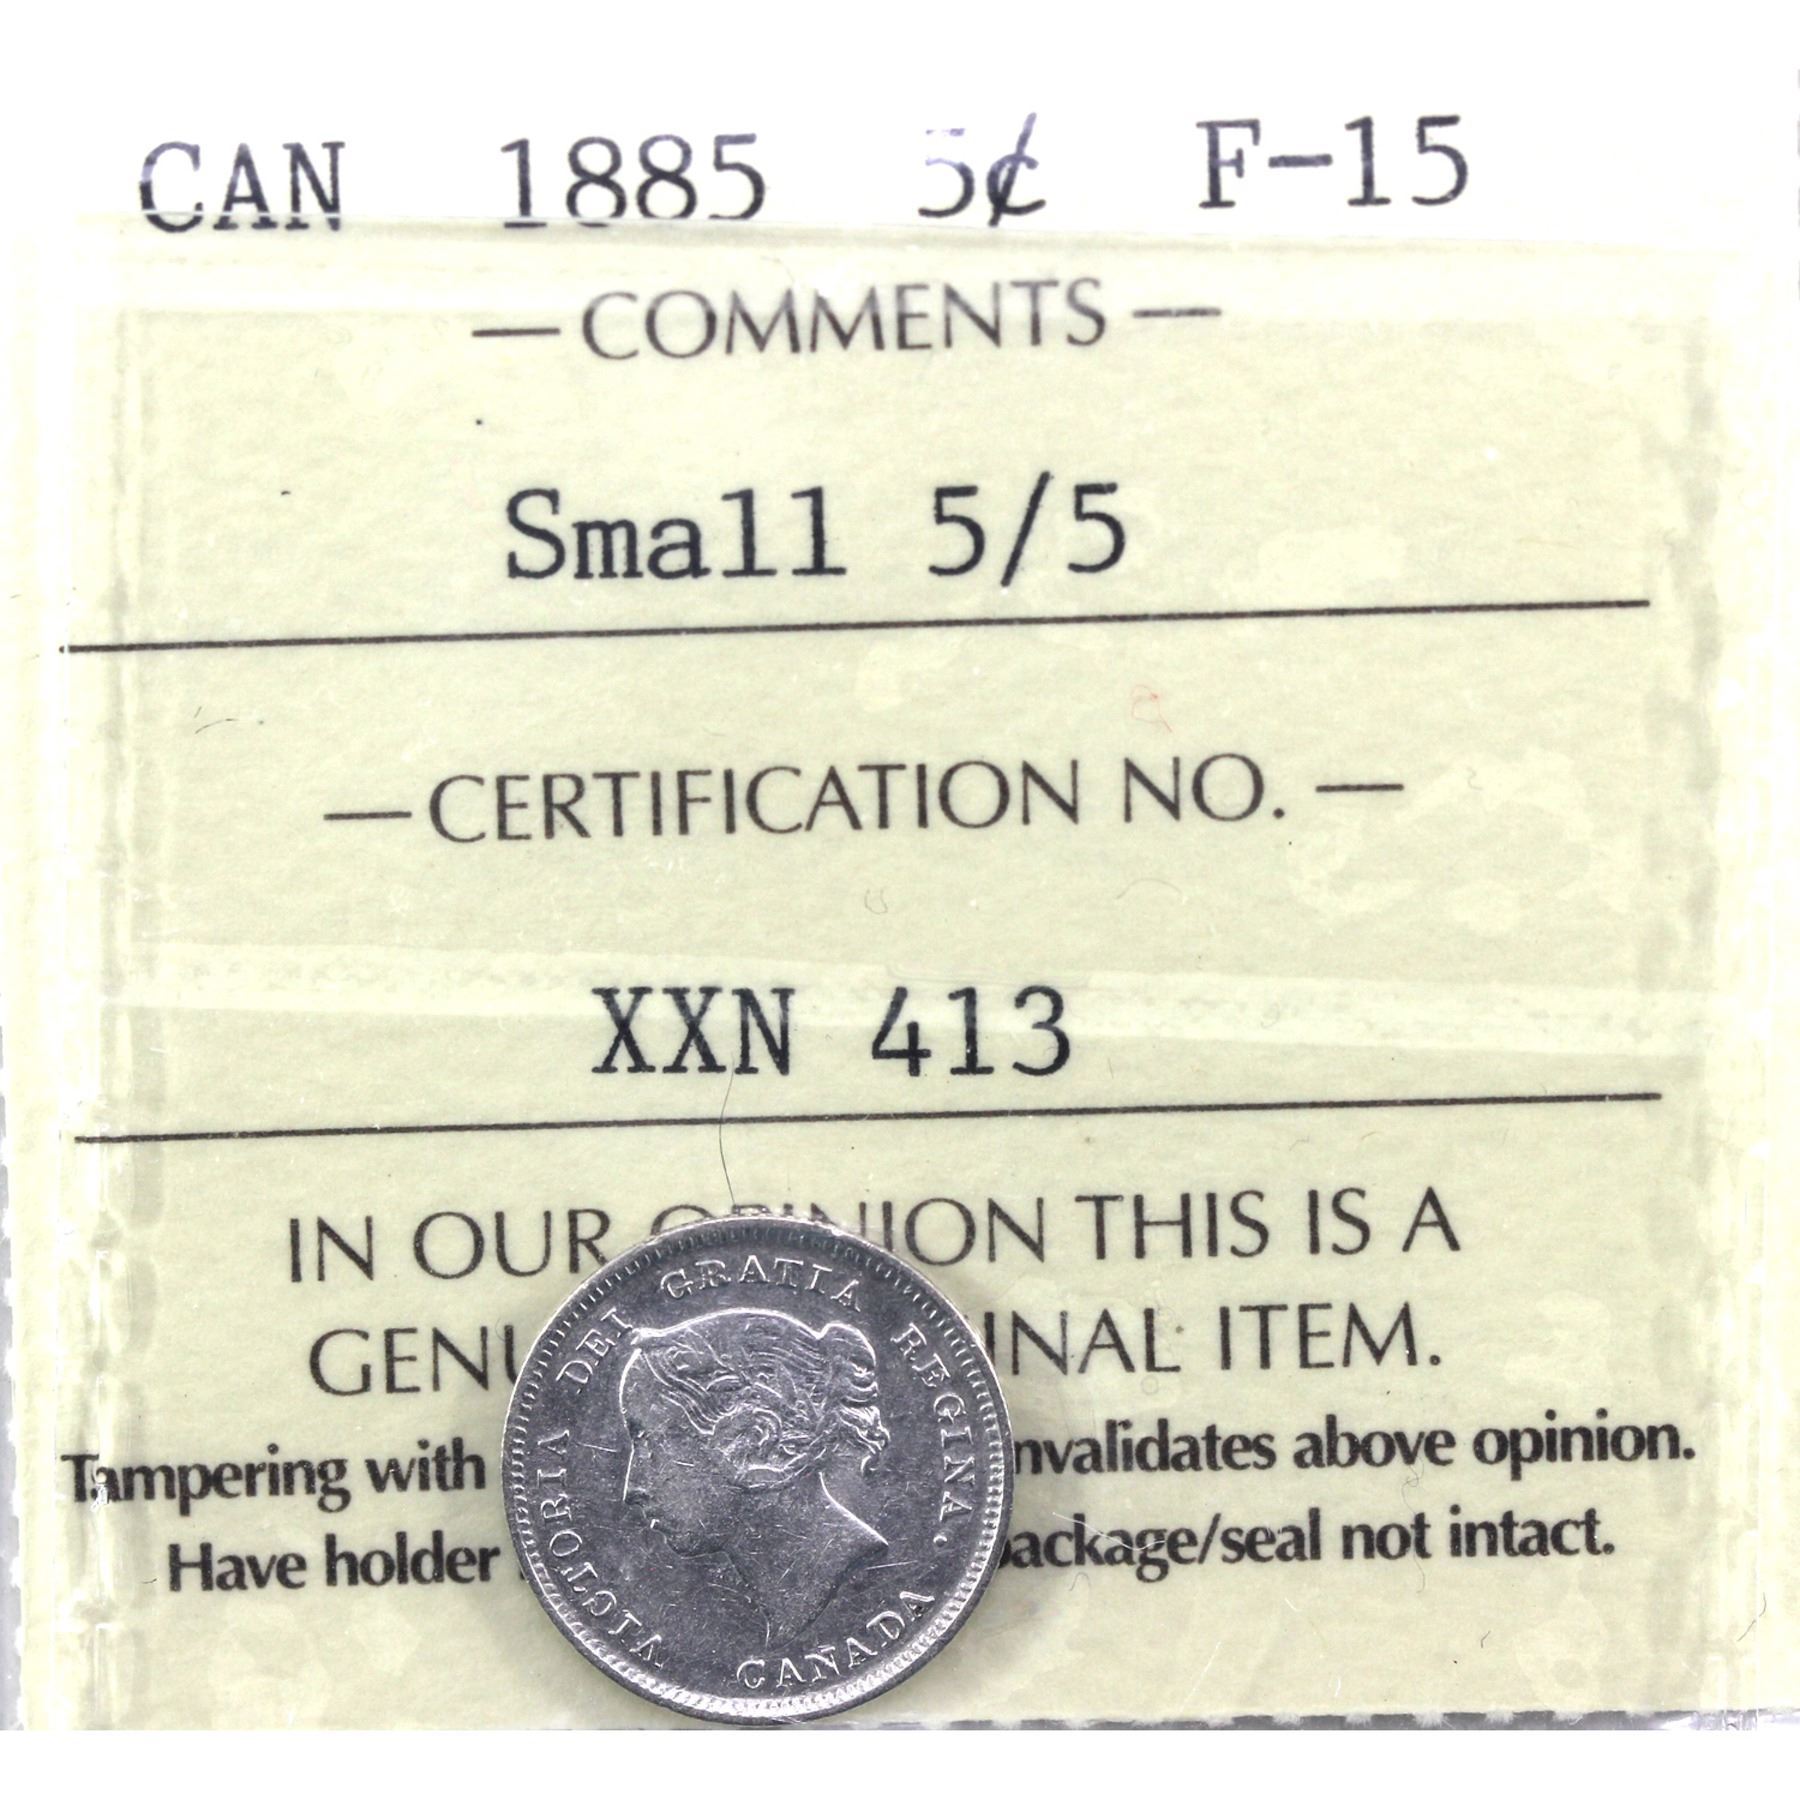 CAN 1885 5¢ F-15
— COMMENTS —
Small 5/5
— CERTIFICATION NO. —
XXN 413
IN OUR OPINION THIS IS A
GENU INAL ITEM.
Tampering with nvalidates above opinion.
Have holder ackage/seal not intact.
VICTORIA DEI GRATIA REGINA.
CANADA